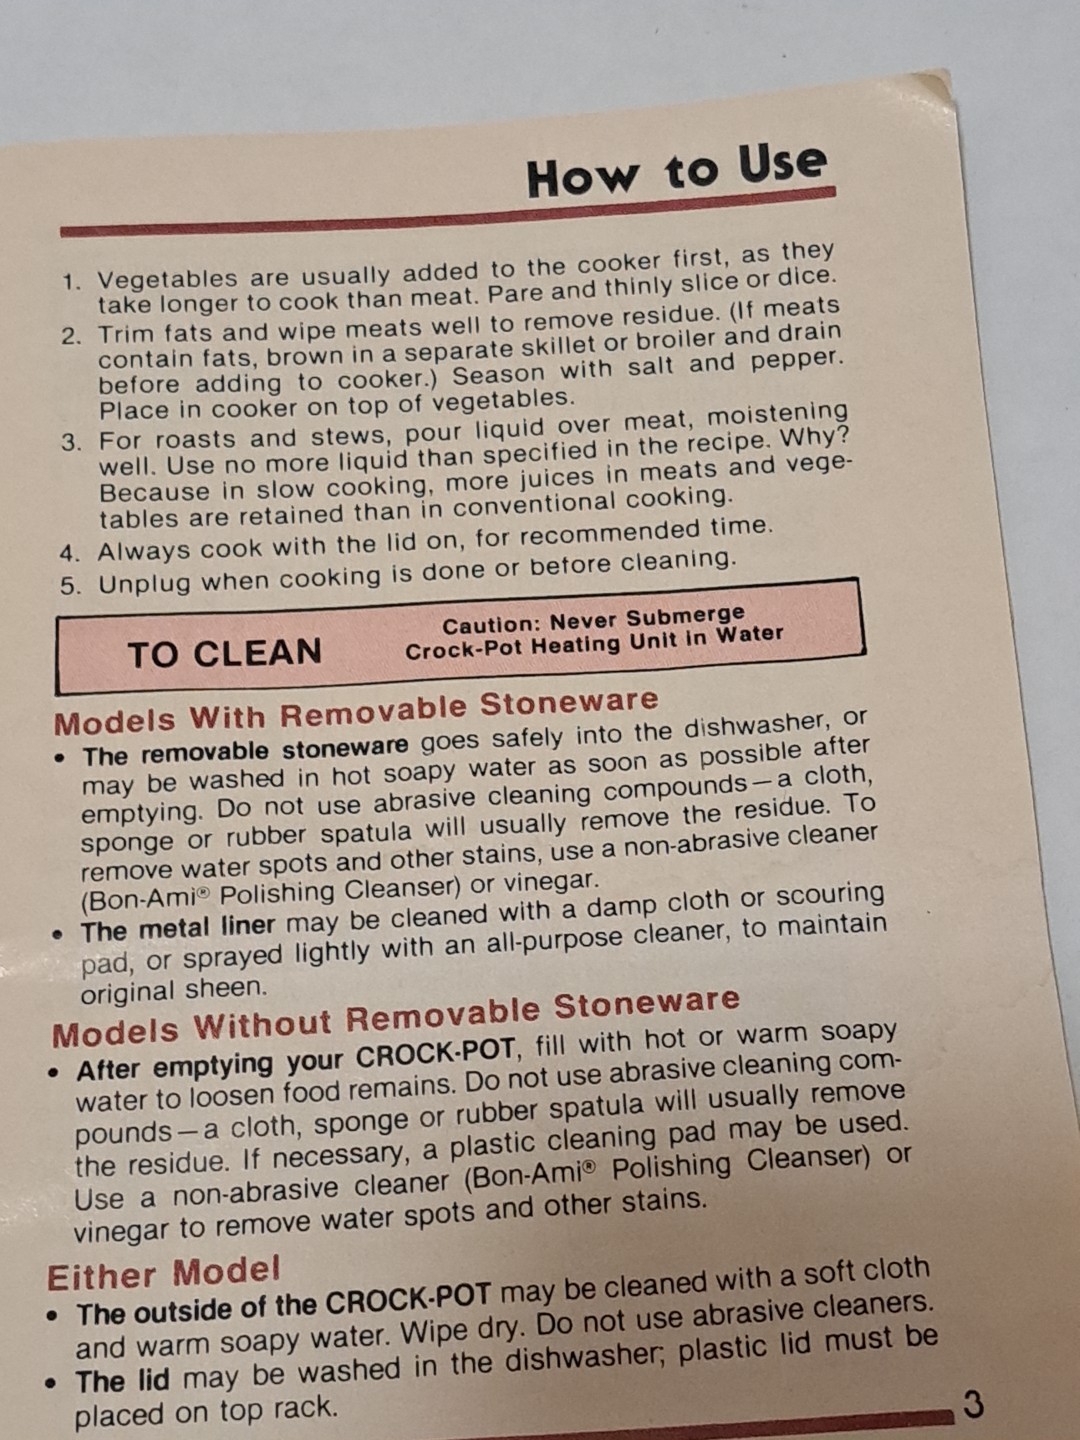 How to Use
1. Vegetables are usually added to the cooker first, as they
take longer to cook than meat. Pare and thinly slice or dice.
2. Trim fats and wipe meats well to remove residue. (If meats
contain fats, brown in a separate skillet or broiler and drain
before adding to cooker.) Season with salt and pepper.
Place in cooker on top of vegetables.
3. For roasts and stews, pour liquid over meat, moistening
well. Use no more liquid than specified in the recipe. Why?
Because in slow cooking, more juices in meats and vege-
tables are retained than in conventional cooking.
4. Always cook with the lid on, for recommended time.
5. Unplug when cooking is done or before cleaning.
TO CLEAN
Caution: Never Submerge
Crock-Pot Heating Unit in Water
Models With Removable Stoneware
• The removable stoneware goes safely into the dishwasher, or
may be washed in hot soapy water as soon as possible after
emptying. Do not use abrasive cleaning compounds—a cloth,
sponge or rubber spatula will usually remove the residue. To
remove water spots and other stains, use a non-abrasive cleaner
(Bon-Ami® Polishing Cleanser) or vinegar.
• The metal liner may be cleaned with a damp cloth or scouring
pad, or sprayed lightly with an all-purpose cleaner, to maintain
original sheen.
Models Without Removable Stoneware
• After emptying your CROCK-POT, fill with hot or warm soapy
water to loosen food remains. Do not use abrasive cleaning com-
pounds—a cloth, sponge or rubber spatula will usually remove
the residue. If necessary, a plastic cleaning pad may be used.
Use a non-abrasive cleaner (Bon-Ami® Polishing Cleanser) or
vinegar to remove water spots and other stains.
Either Model
• The outside of the CROCK-POT may be cleaned with a soft cloth
and warm soapy water. Wipe dry. Do not use abrasive cleaners.
• The lid may be washed in the dishwasher; plastic lid must be
placed on top rack.
3